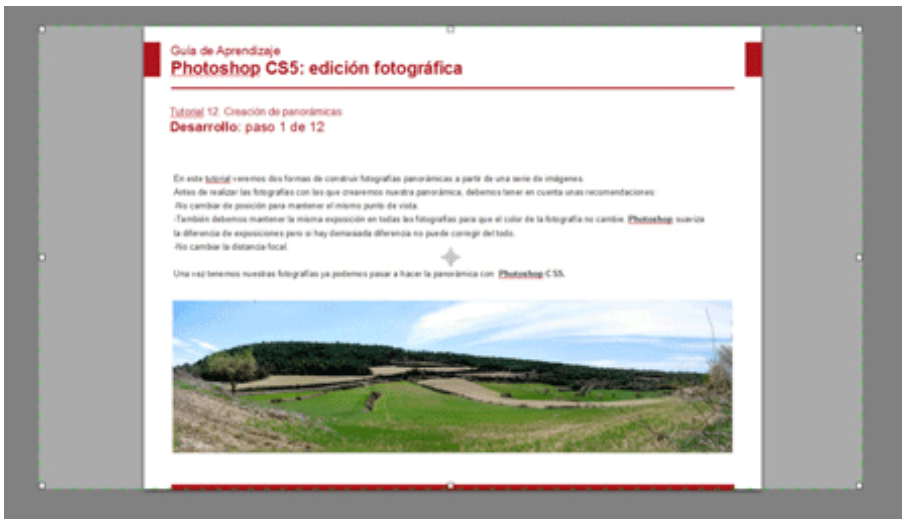 Guía de Aprendizaje
Photoshop CS5: edición fotográfica
Tutorial 12. Creación de panorámicas
Desarrollo: paso 1 de 12
En este tutorial veremos dos formas de construir fotografías panorámicas a partir de una serie de imágenes.
Antes de realizar las fotografías con las que crearemos nuestra panorámica, debemos tener en cuenta unas recomendaciones:
-No cambiar de posición para mantener el mismo punto de vista.
-También debemos mantener la misma exposición en todas las fotografías para que el color de la fotografía no cambie. Photoshop suaviza
la diferencia de exposiciones pero si hay demasiada diferencia no puede corregir del todo.
-No cambiar la distancia focal.
Una vez tenemos nuestras fotografías ya podemos pasar a hacer la panorámica con Photoshop CS5.